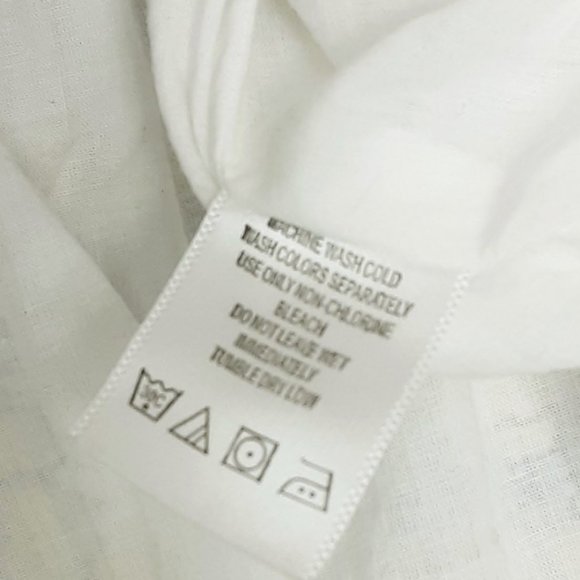 MACHINE WASH COLD
WASH COLORS SEPARATELY
USE ONLY NON-CHLORINE
BLEACH
DO NOT LEAVE WET
IMMEDIATELY
TUMBLE DRY LOW
30C